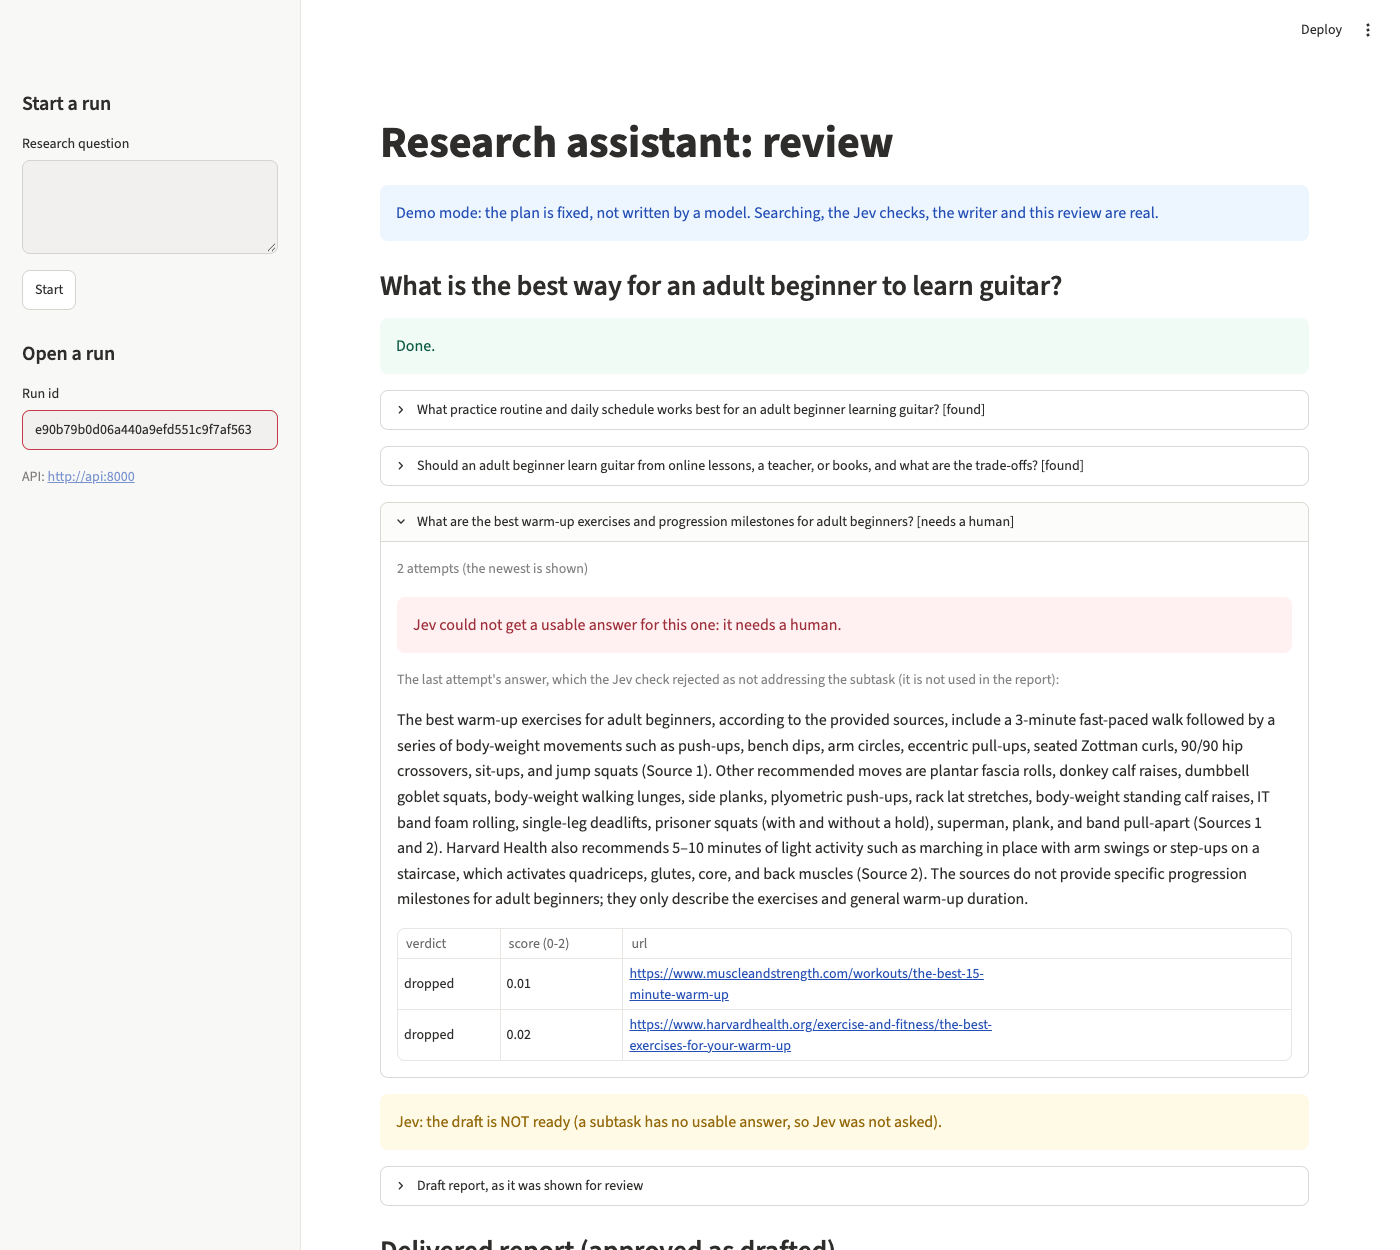 Deploy
Start a run
Research question
Start
Open a run
Run id
e90b79b0d06a440a9efd551c9f7af563
API: http://api:8000
Research assistant: review
Demo mode: the plan is fixed, not written by a model. Searching, the Jev checks, the writer and this review are real.
What is the best way for an adult beginner to learn guitar?
Done.
What practice routine and daily schedule works best for an adult beginner learning guitar? [found]
Should an adult beginner learn guitar from online lessons, a teacher, or books, and what are the trade-offs? [found]
What are the best warm-up exercises and progression milestones for adult beginners? [needs a human]
2 attempts (the newest is shown)
Jev could not get a usable answer for this one: it needs a human.
The last attempt's answer, which the Jev check rejected as not addressing the subtask (it is not used in the report):
The best warm-up exercises for adult beginners, according to the provided sources, include a 3-minute fast-paced walk followed by a
series of body-weight movements such as push-ups, bench dips, arm circles, eccentric pull-ups, seated Zottman curls, 90/90 hip
crossovers, sit-ups, and jump squats (Source 1). Other recommended moves are plantar fascia rolls, donkey calf raises, dumbbell
goblet squats, body-weight walking lunges, side planks, plyometric push-ups, rack lat stretches, body-weight standing calf raises, IT
band foam rolling, single-leg deadlifts, prisoner squats (with and without a hold), superman, plank, and band pull-apart (Sources 1
and 2). Harvard Health also recommends 5–10 minutes of light activity such as marching in place with arm swings or step-ups on a
staircase, which activates quadriceps, glutes, core, and back muscles (Source 2). The sources do not provide specific progression
milestones for adult beginners; they only describe the exercises and general warm-up duration.
verdict score (0-2) url
dropped 0.01 https://www.muscleandstrength.com/workouts/the-best-15-
minute-warm-up
dropped 0.02 https://www.harvardhealth.org/exercise-and-fitness/the-best-
exercises-for-your-warm-up
Jev: the draft is NOT ready (a subtask has no usable answer, so Jev was not asked).
Draft report, as it was shown for review
Delivered report (approved as drafted)